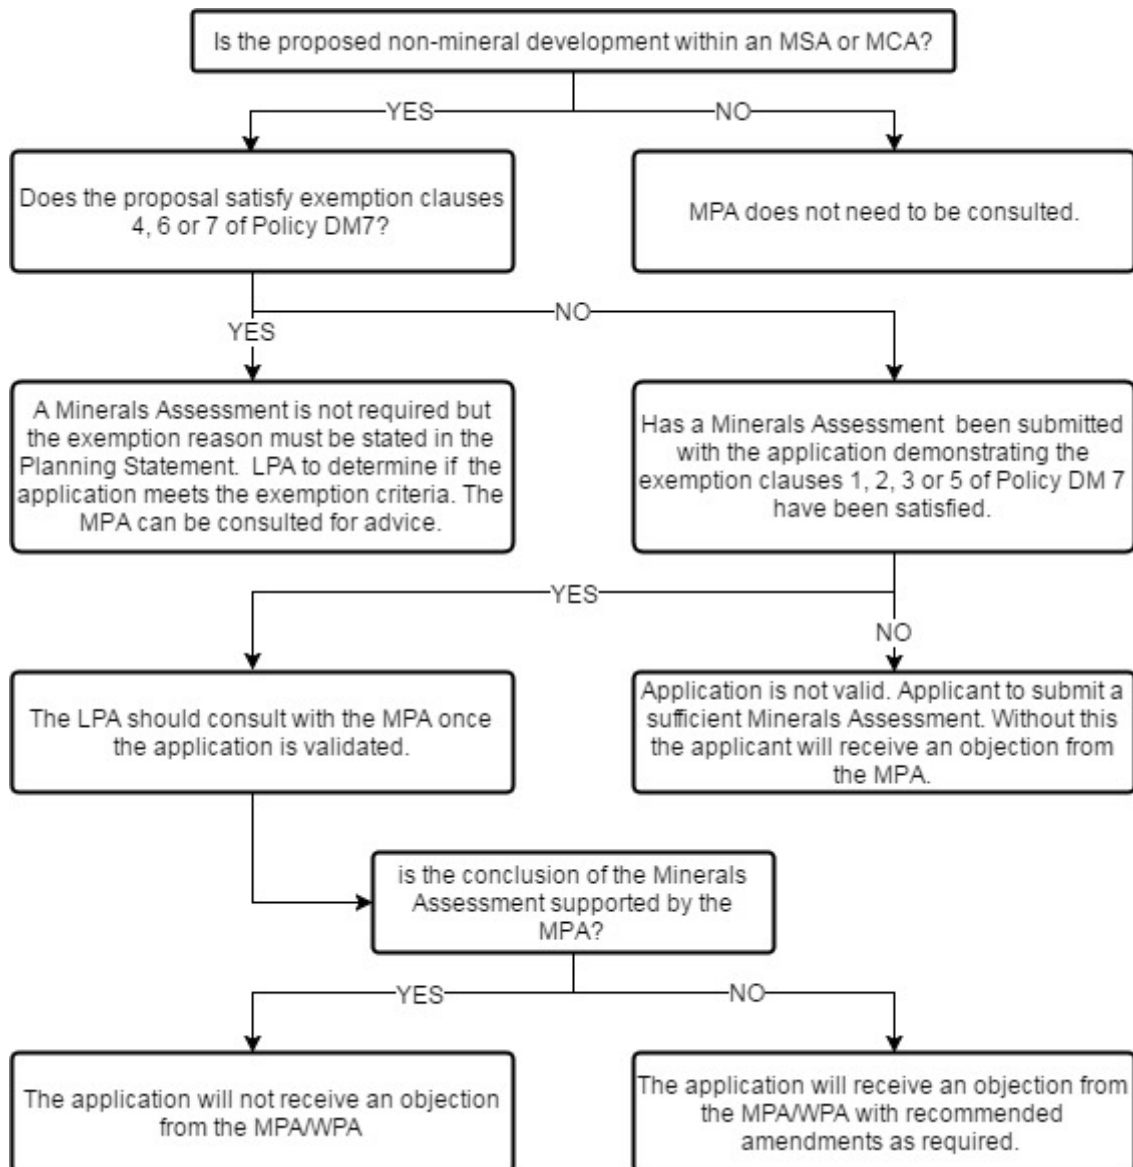 Is the proposed non-mineral development within an MSA or MCA?
YES
NO
Does the proposal satisfy exemption clauses
4, 6 or 7 of Policy DM7?
MPA does not need to be consulted.
YES
NO
A Minerals Assessment is not required but
the exemption reason must be stated in the
Planning Statement. LPA to determine if the
application meets the exemption criteria. The
MPA can be consulted for advice.
Has a Minerals Assessment been submitted
with the application demonstrating the
exemption clauses 1, 2, 3 or 5 of Policy DM 7
have been satisfied.
YES
NO
The LPA should consult with the MPA once
the application is validated.
Application is not valid. Applicant to submit a
sufficient Minerals Assessment. Without this
the applicant will receive an objection from
the MPA.
is the conclusion of the Minerals
Assessment supported by the
MPA?
YES
NO
The application will not receive an objection
from the MPA/WPA
The application will receive an objection from
the MPA/WPA with recommended
amendments as required.